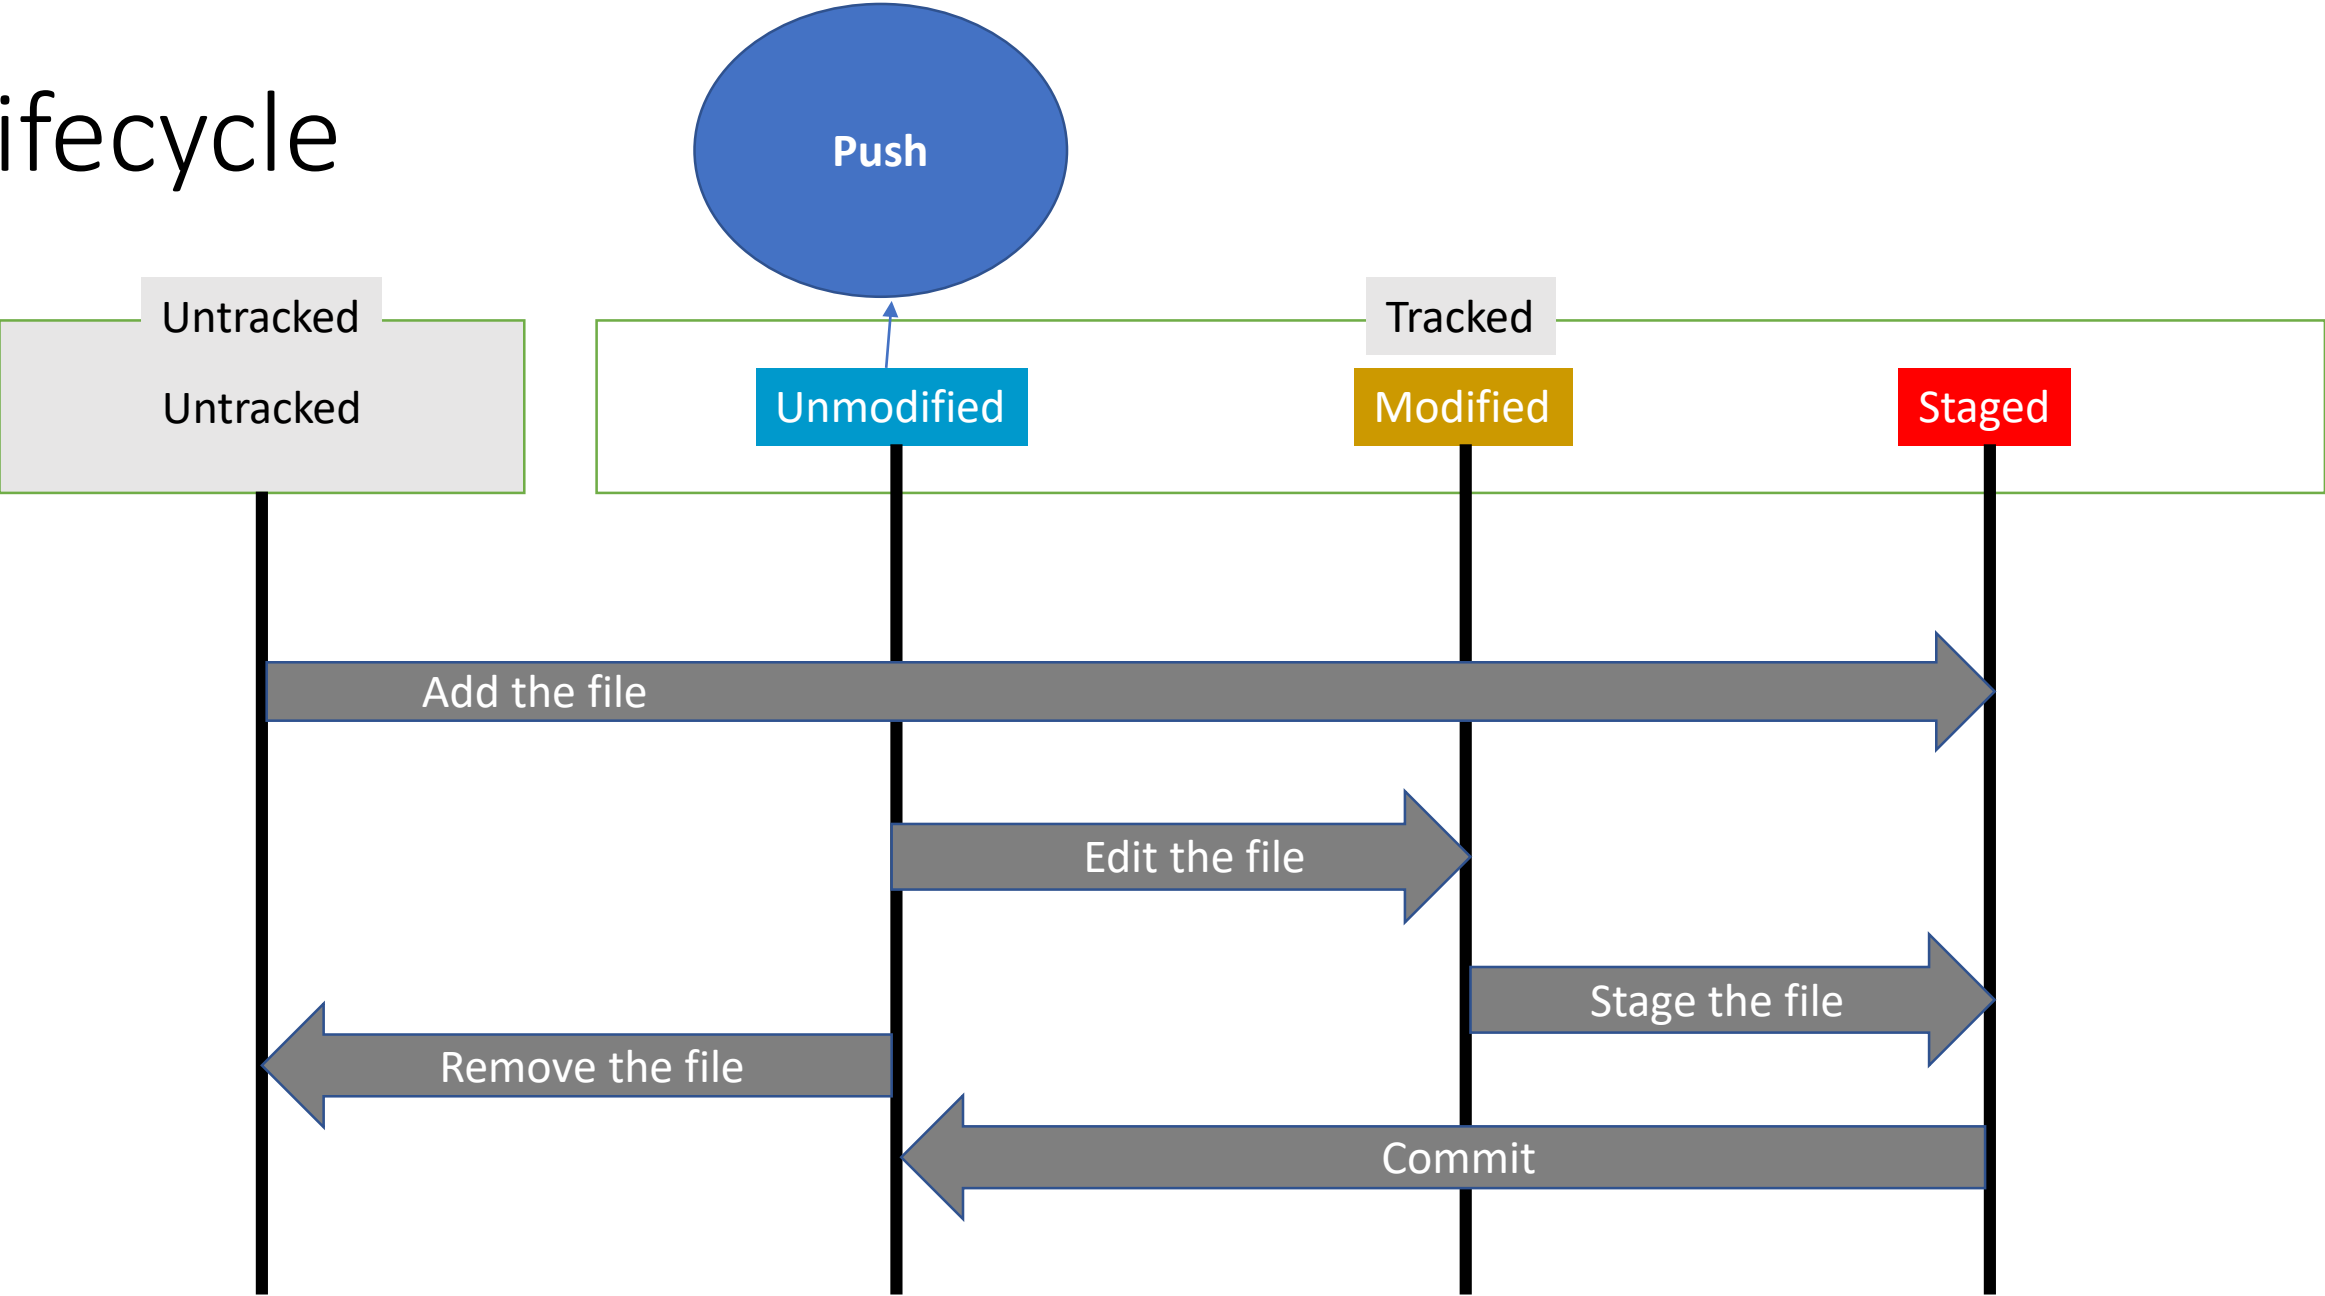 ifecycle
Push
Untracked
Tracked
Untracked
Unmodified
Modified
Staged
Add the file
Edit the file
Stage the file
Remove the file
Commit